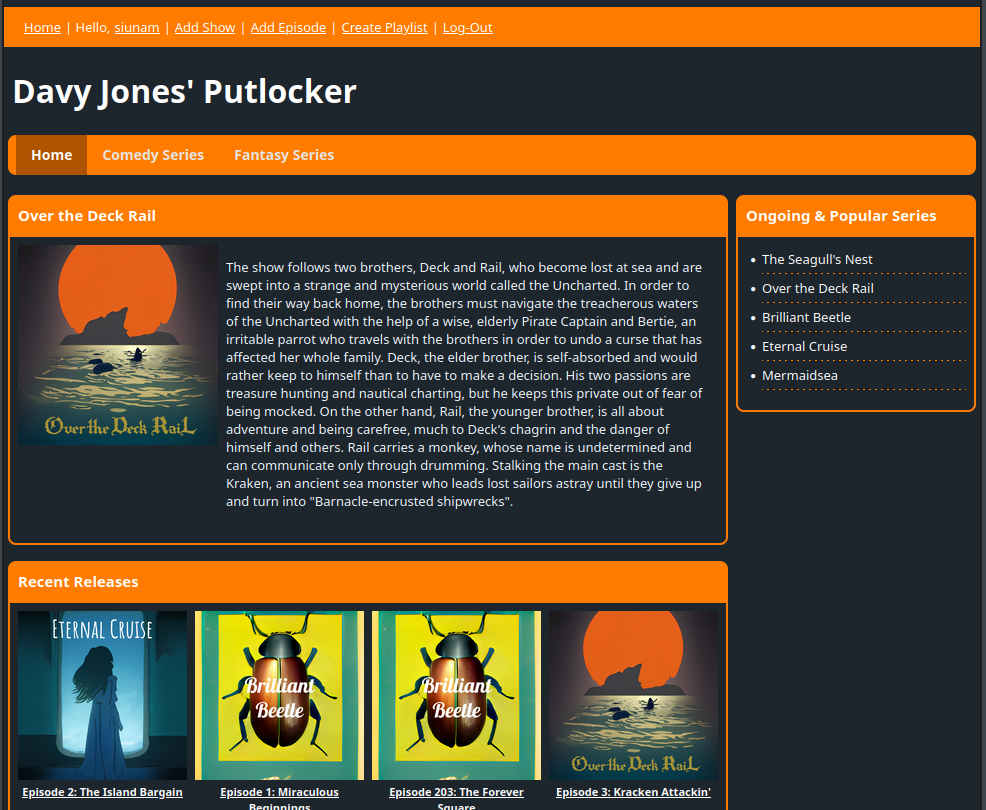 Home | Hello, siunam | Add Show | Add Episode | Create Playlist | Log-Out
Davy Jones' Putlocker
Home Comedy Series Fantasy Series
Over the Deck Rail
Over the Deck Rail
The show follows two brothers, Deck and Rail, who become lost at sea and are
swept into a strange and mysterious world called the Uncharted. In order to
find their way back home, the brothers must navigate the treacherous waters
of the Uncharted with the help of a wise, elderly Pirate Captain and Bertie, an
irritable parrot who travels with the brothers in order to undo a curse that has
affected her whole family. Deck, the elder brother, is self-absorbed and would
rather keep to himself than to have to make a decision. His two passions are
treasure hunting and nautical charting, but he keeps this private out of fear of
being mocked. On the other hand, Rail, the younger brother, is all about
adventure and being carefree, much to Deck's chagrin and the danger of
himself and others. Rail carries a monkey, whose name is undetermined and
can communicate only through drumming. Stalking the main cast is the
Kraken, an ancient sea monster who leads lost sailors astray until they give up
and turn into "Barnacle-encrusted shipwrecks".
Ongoing & Popular Series
The Seagull's Nest
Over the Deck Rail
Brilliant Beetle
Eternal Cruise
Mermaidsea
Recent Releases
Eternal Cruise
Episode 2: The Island Bargain
Brilliant
Beetle
Episode 1: Miraculous
Beginnings
Brilliant
Beetle
Episode 203: The Forever
Square
Over the Deck Rail
Episode 3: Kracken Attackin'